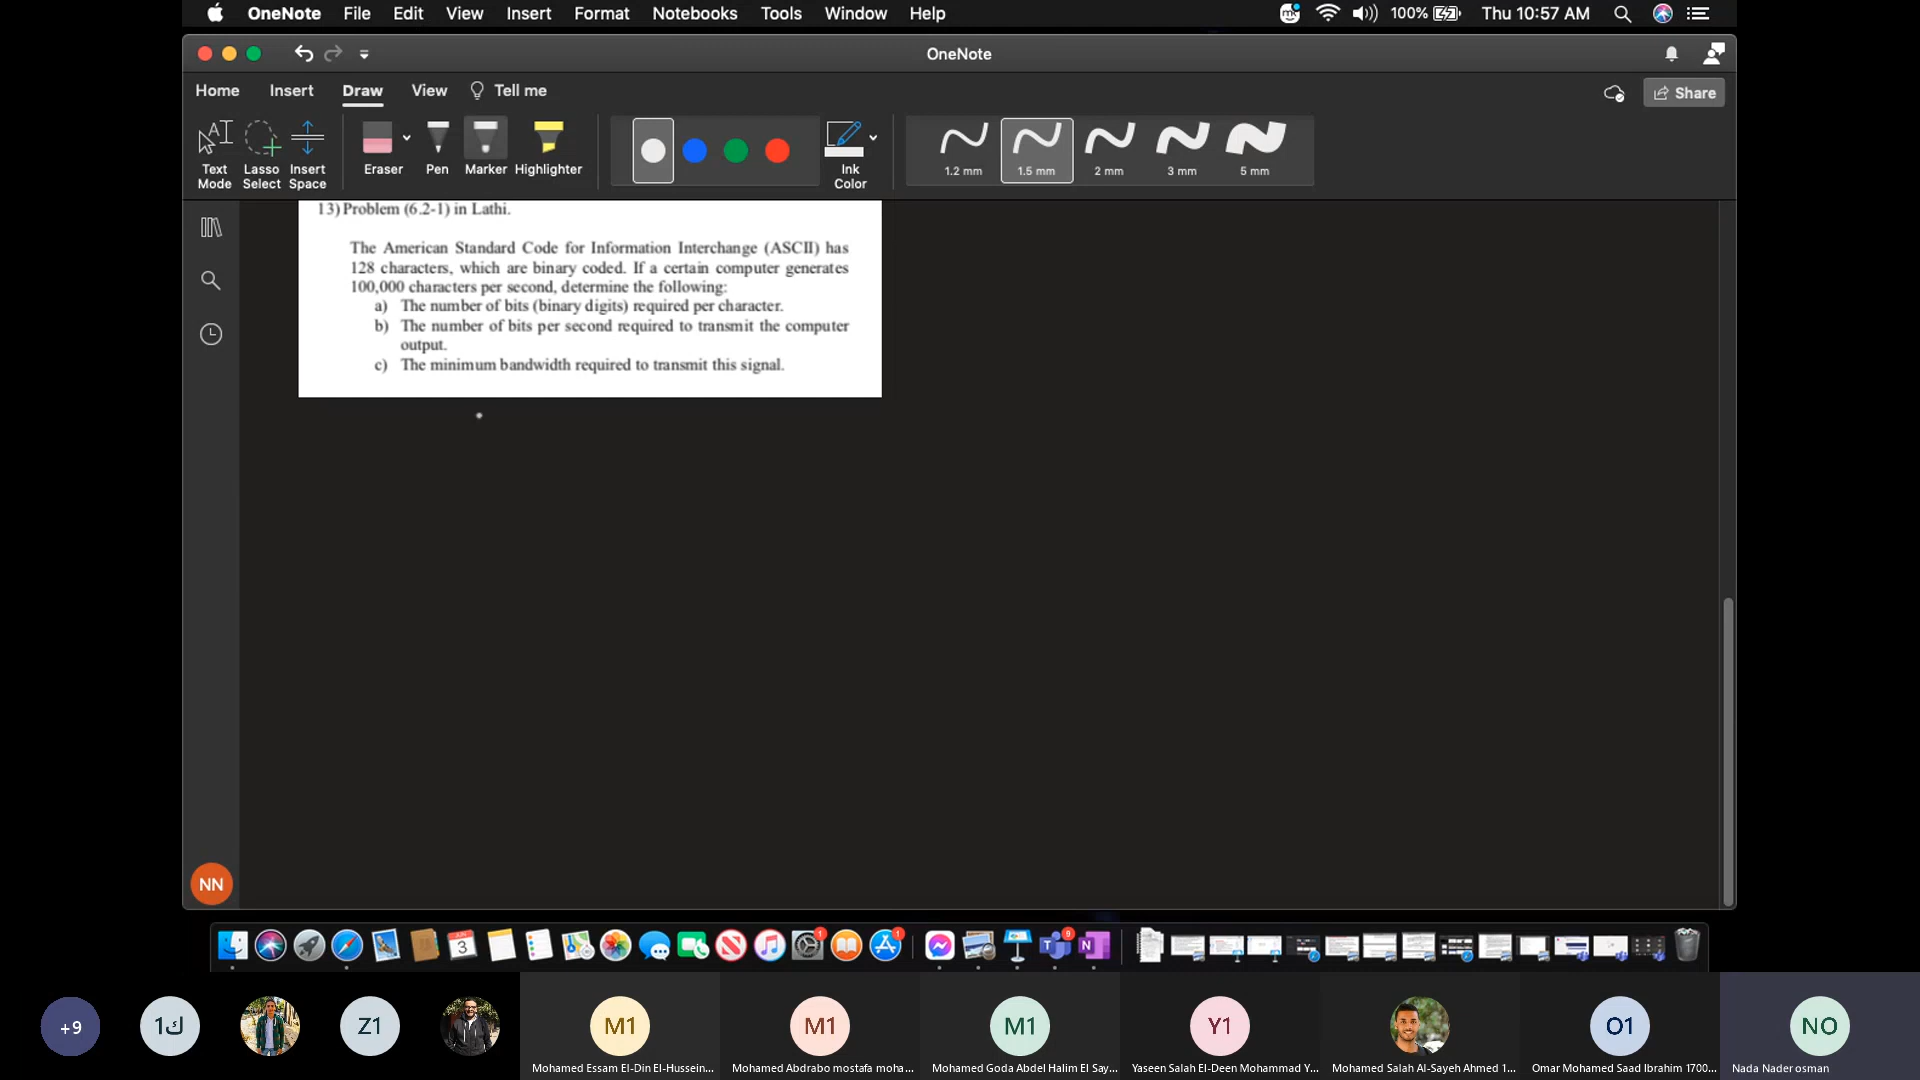 OneNote File Edit View Insert Format Notebooks Tools Window Help
100% Thu 10:57 AM
OneNote
Home Insert Draw View Tell me
Share
Text Mode
Lasso Select
Insert Space
Eraser
Pen
Marker
Highlighter
Ink Color
1.2 mm
1.5 mm
2 mm
3 mm
5 mm
13) Problem (6.2-1) in Lathi.
The American Standard Code for Information Interchange (ASCII) has
128 characters, which are binary coded. If a certain computer generates
100,000 characters per second, determine the following:
a) The number of bits (binary digits) required per character.
b) The number of bits per second required to transmit the computer
output.
c) The minimum bandwidth required to transmit this signal.
NN
+9
ك1
Z1
M1
M1
M1
Y1
O1
NO
Mohamed Essam El-Din El-Hussein...
Mohamed Abdrabo mostafa moha...
Mohamed Goda Abdel Halim El Say...
Yaseen Salah El-Deen Mohammad Y...
Mohamed Salah Al-Sayeh Ahmed 1...
Omar Mohamed Saad Ibrahim 1700...
Nada Nader osman